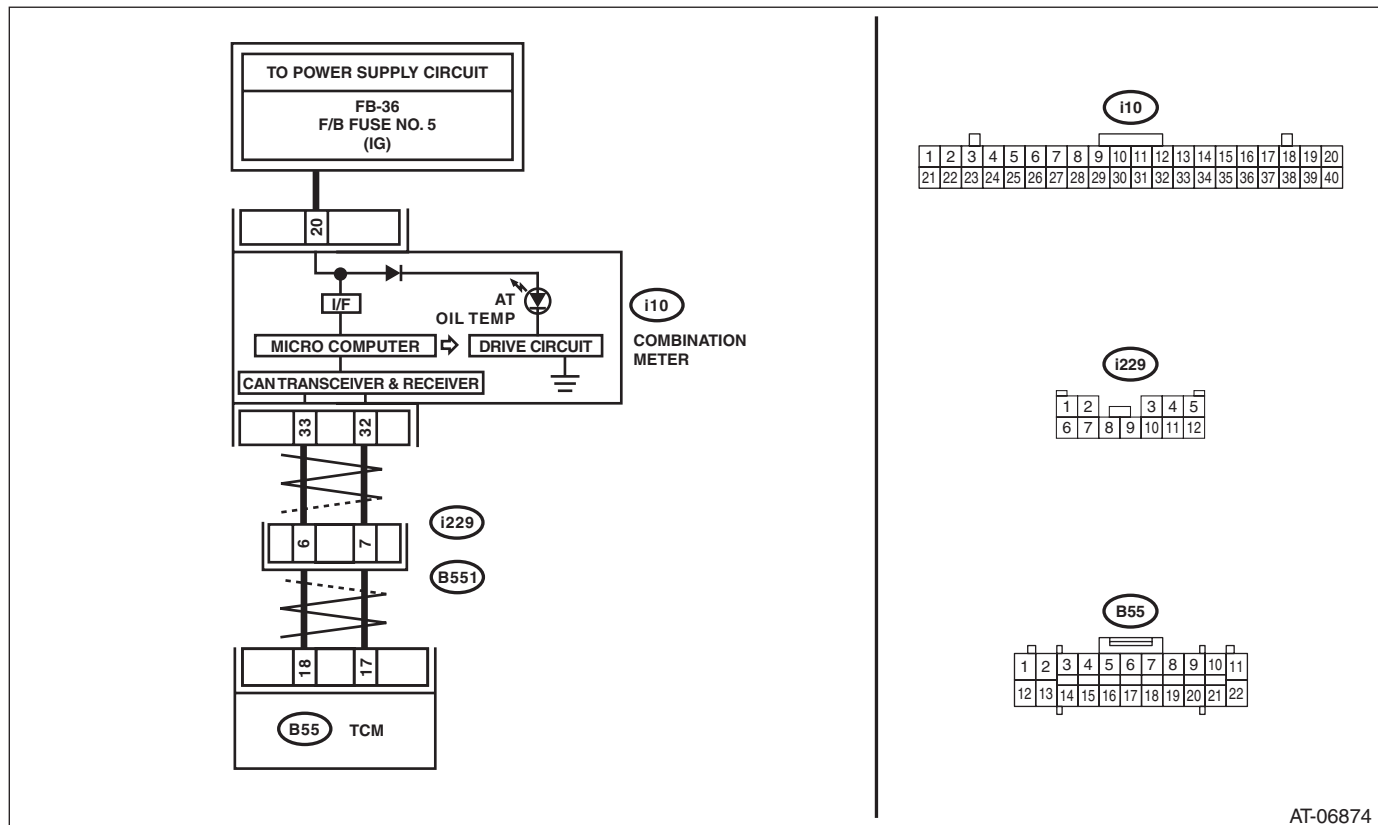 TO POWER SUPPLY CIRCUIT
FB-36
F/B FUSE NO. 5
(IG)
20
I/F
AT
OIL TEMP
MICRO COMPUTER
DRIVE CIRCUIT
CAN TRANSCEIVER & RECEIVER
i10
COMBINATION
METER
33 32
i229
6 7
B551
18 17
B55 TCM
i10
1 2 3 4 5 6 7 8 9 10 11 12 13 14 15 16 17 18 19 20
21 22 23 24 25 26 27 28 29 30 31 32 33 34 35 36 37 38 39 40
i229
1 2 3 4 5
6 7 8 9 10 11 12
B55
1 2 3 4 5 6 7 8 9 10 11
12 13 14 15 16 17 18 19 20 21 22
AT-06874